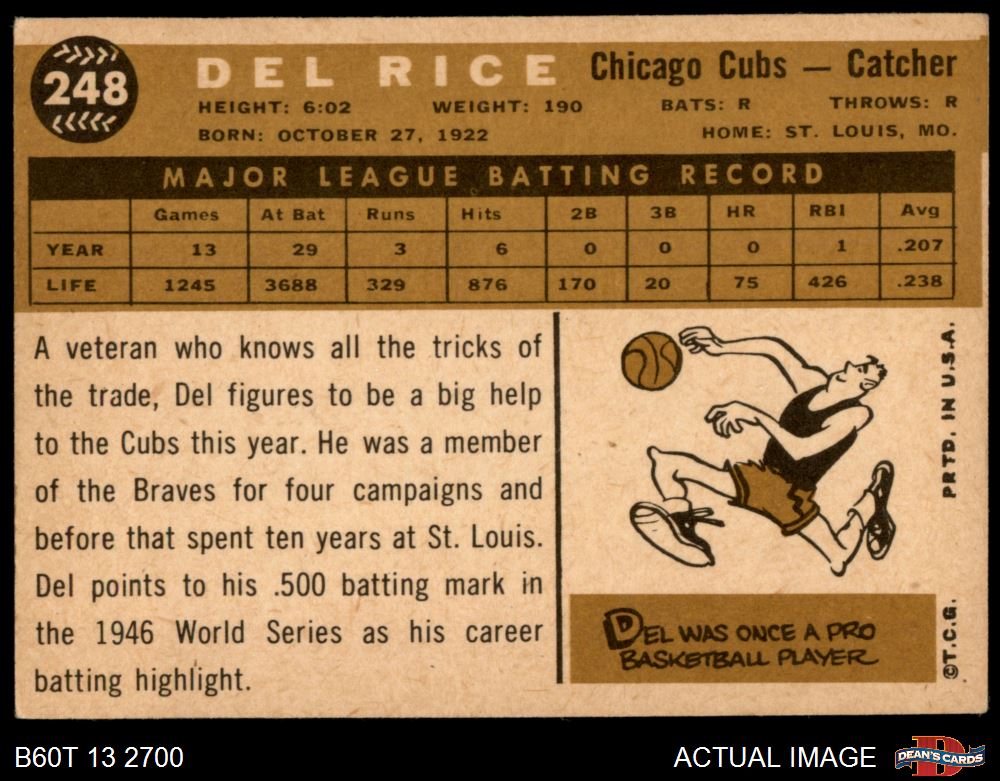 248
DEL RICE Chicago Cubs — Catcher
HEIGHT: 6:02 WEIGHT: 190 BATS: R THROWS: R
BORN: OCTOBER 27, 1922 HOME: ST. LOUIS, MO.
MAJOR LEAGUE BATTING RECORD
Games At Bat Runs Hits 2B 3B HR RBI Avg
YEAR 13 29 3 6 0 0 0 1 .207
LIFE 1245 3688 329 876 170 20 75 426 .238
A veteran who knows all the tricks of
the trade, Del figures to be a big help
to the Cubs this year. He was a member
of the Braves for four campaigns and
before that spent ten years at St. Louis.
Del points to his .500 batting mark in
the 1946 World Series as his career
batting highlight.
DEL WAS ONCE A PRO
BASKETBALL PLAYER
PRTD. IN U.S.A.
©T.C.G.
B60T 13 2700
ACTUAL IMAGE
DEAN'S CARDS